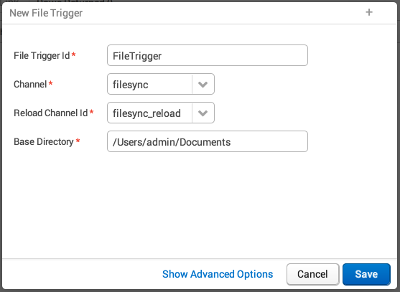 New File Trigger +
File Trigger Id * FileTrigger
Channel * filesync
Reload Channel Id * filesync_reload
Base Directory * /Users/admin/Documents
Show Advanced Options Cancel Save